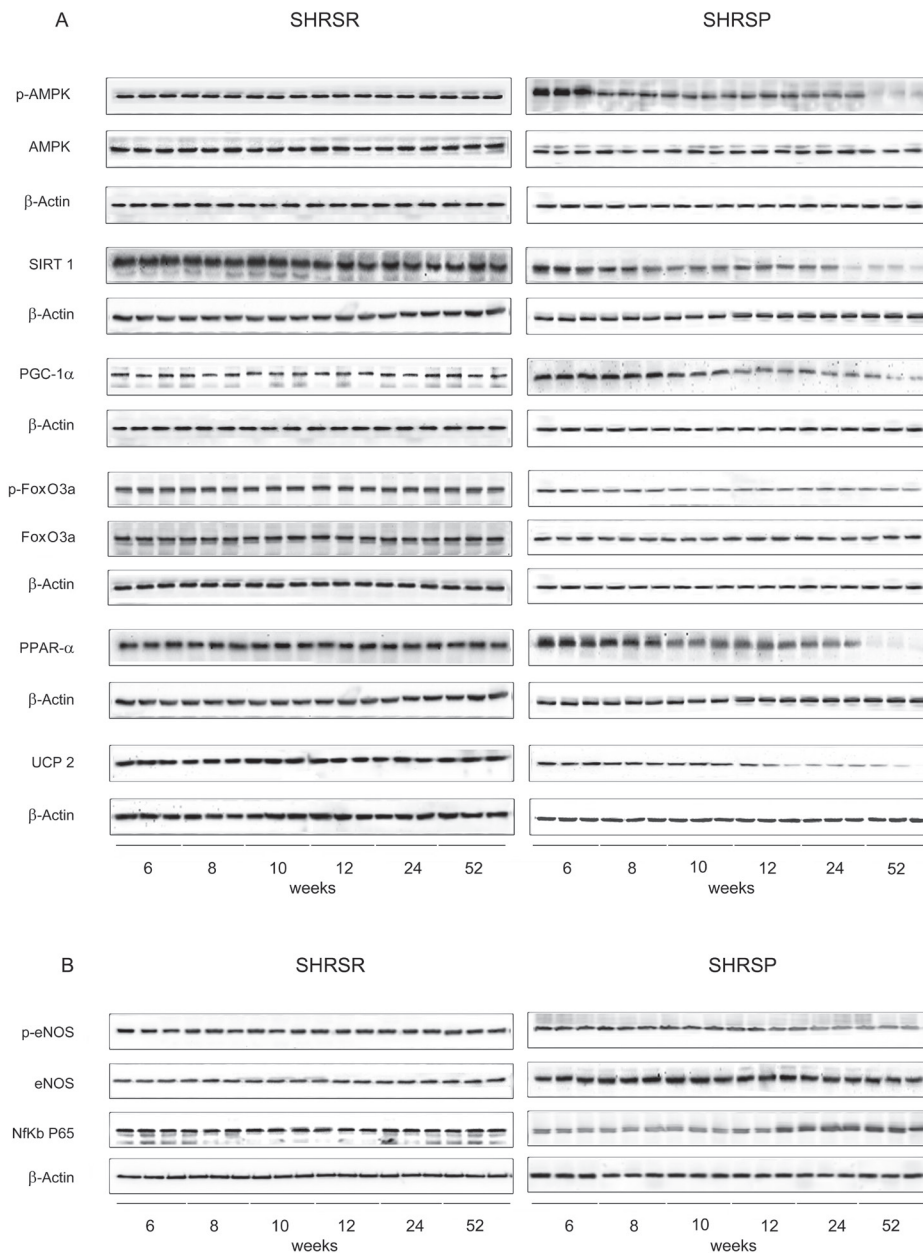 A SHRSR SHRSP
p-AMPK
AMPK
β-Actin
SIRT 1
β-Actin
PGC-1α
β-Actin
p-FoxO3a
FoxO3a
β-Actin
PPAR-α
β-Actin
UCP 2
β-Actin
6 8 10 12 24 52 6 8 10 12 24 52
weeks weeks
B SHRSR SHRSP
p-eNOS
eNOS
NfKb P65
β-Actin
6 8 10 12 24 52 6 8 10 12 24 52
weeks weeks